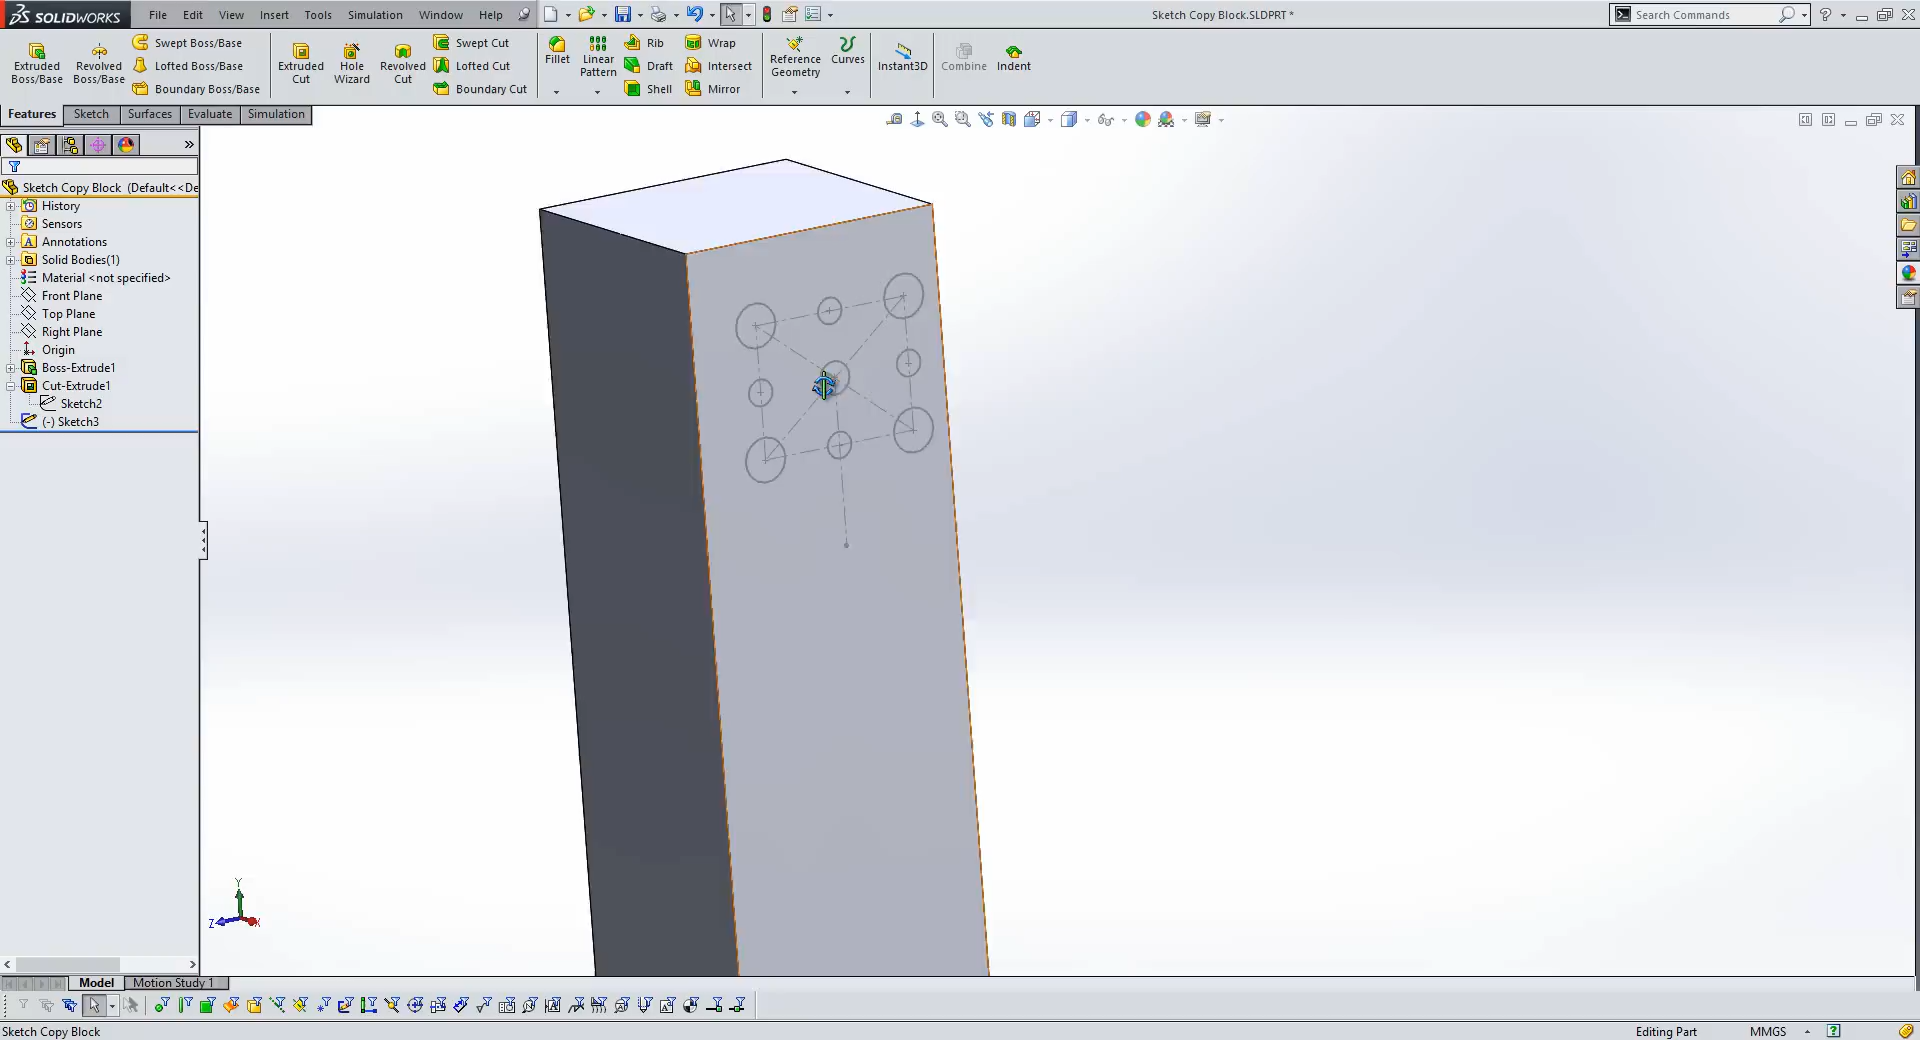 SOLIDWORKS File Edit View Insert Tools Simulation Window Help Sketch Copy Block.SLDPRT * Search Commands
Extruded Boss/Base
Revolved Boss/Base
Swept Boss/Base
Lofted Boss/Base
Boundary Boss/Base
Extruded Cut
Hole Wizard
Revolved Cut
Swept Cut
Lofted Cut
Boundary Cut
Fillet
Linear Pattern
Rib
Draft
Shell
Wrap
Intersect
Mirror
Reference Geometry
Curves
Instant3D
Combine
Indent
Features Sketch Surfaces Evaluate Simulation
Sketch Copy Block (Default<<De
History
Sensors
Annotations
Solid Bodies(1)
Material <not specified>
Front Plane
Top Plane
Right Plane
Origin
Boss-Extrude1
Cut-Extrude1
Sketch2
(-) Sketch3
Y
Z X
Model Motion Study 1
Sketch Copy Block Editing Part MMGS